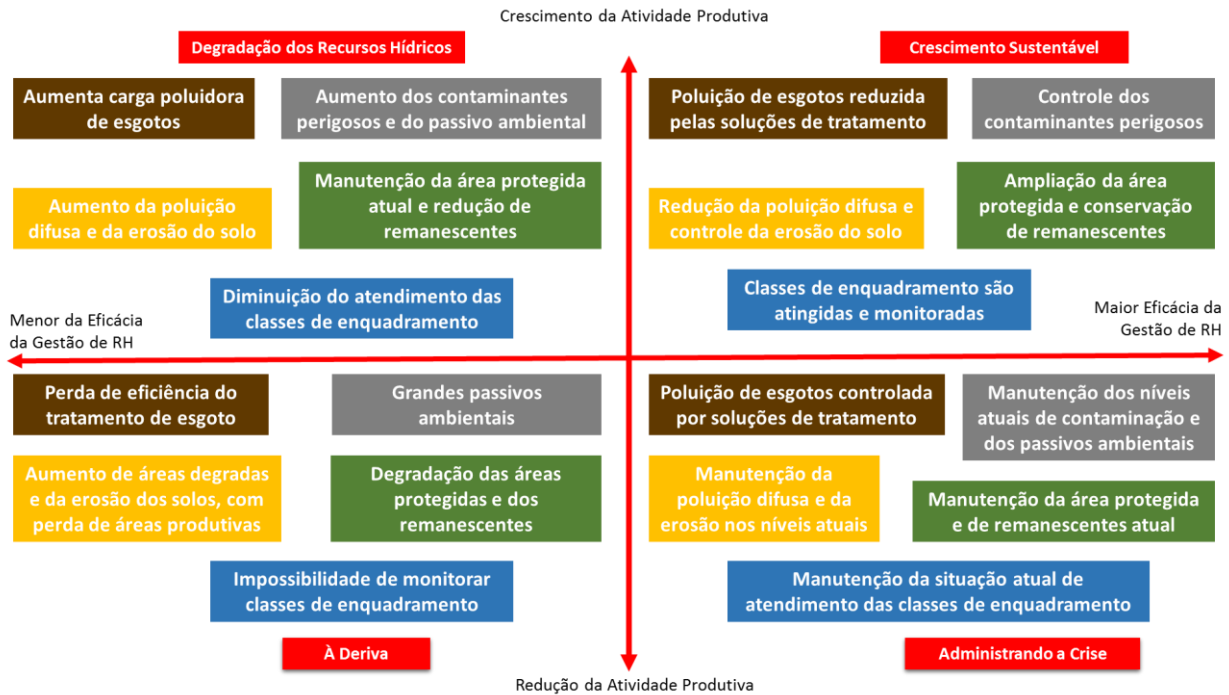 Crescimento da Atividade Produtiva
Degradação dos Recursos Hídricos
Crescimento Sustentável
Aumenta carga poluidora
de esgotos
Aumento dos contaminantes
perigosos e do passivo ambiental
Poluição de esgotos reduzida
pelas soluções de tratamento
Controle dos
contaminantes perigosos
Aumento da poluição
difusa e da erosão do solo
Manutenção da área protegida
atual e redução de
remanescentes
Redução da poluição difusa e
controle da erosão do solo
Ampliação da área
protegida e conservação
de remanescentes
Diminuição do atendimento das
classes de enquadramento
Classes de enquadramento são
atingidas e monitoradas
Menor da Eficácia
da Gestão de RH
Maior Eficácia da
Gestão de RH
Perda de eficiência do
tratamento de esgoto
Grandes passivos
ambientais
Poluição de esgotos controlada
por soluções de tratamento
Manutenção dos níveis
atuais de contaminação e
dos passivos ambientais
Aumento de áreas degradas
e da erosão dos solos, com
perda de áreas produtivas
Degradação das áreas
protegidas e dos
remanescentes
Manutenção da
poluição difusa e da
erosão nos níveis atuais
Manutenção da área protegida
e de remanescentes atual
Impossibilidade de monitorar
classes de enquadramento
Manutenção da situação atual de
atendimento das classes de enquadramento
À Deriva
Administrando a Crise
Redução da Atividade Produtiva